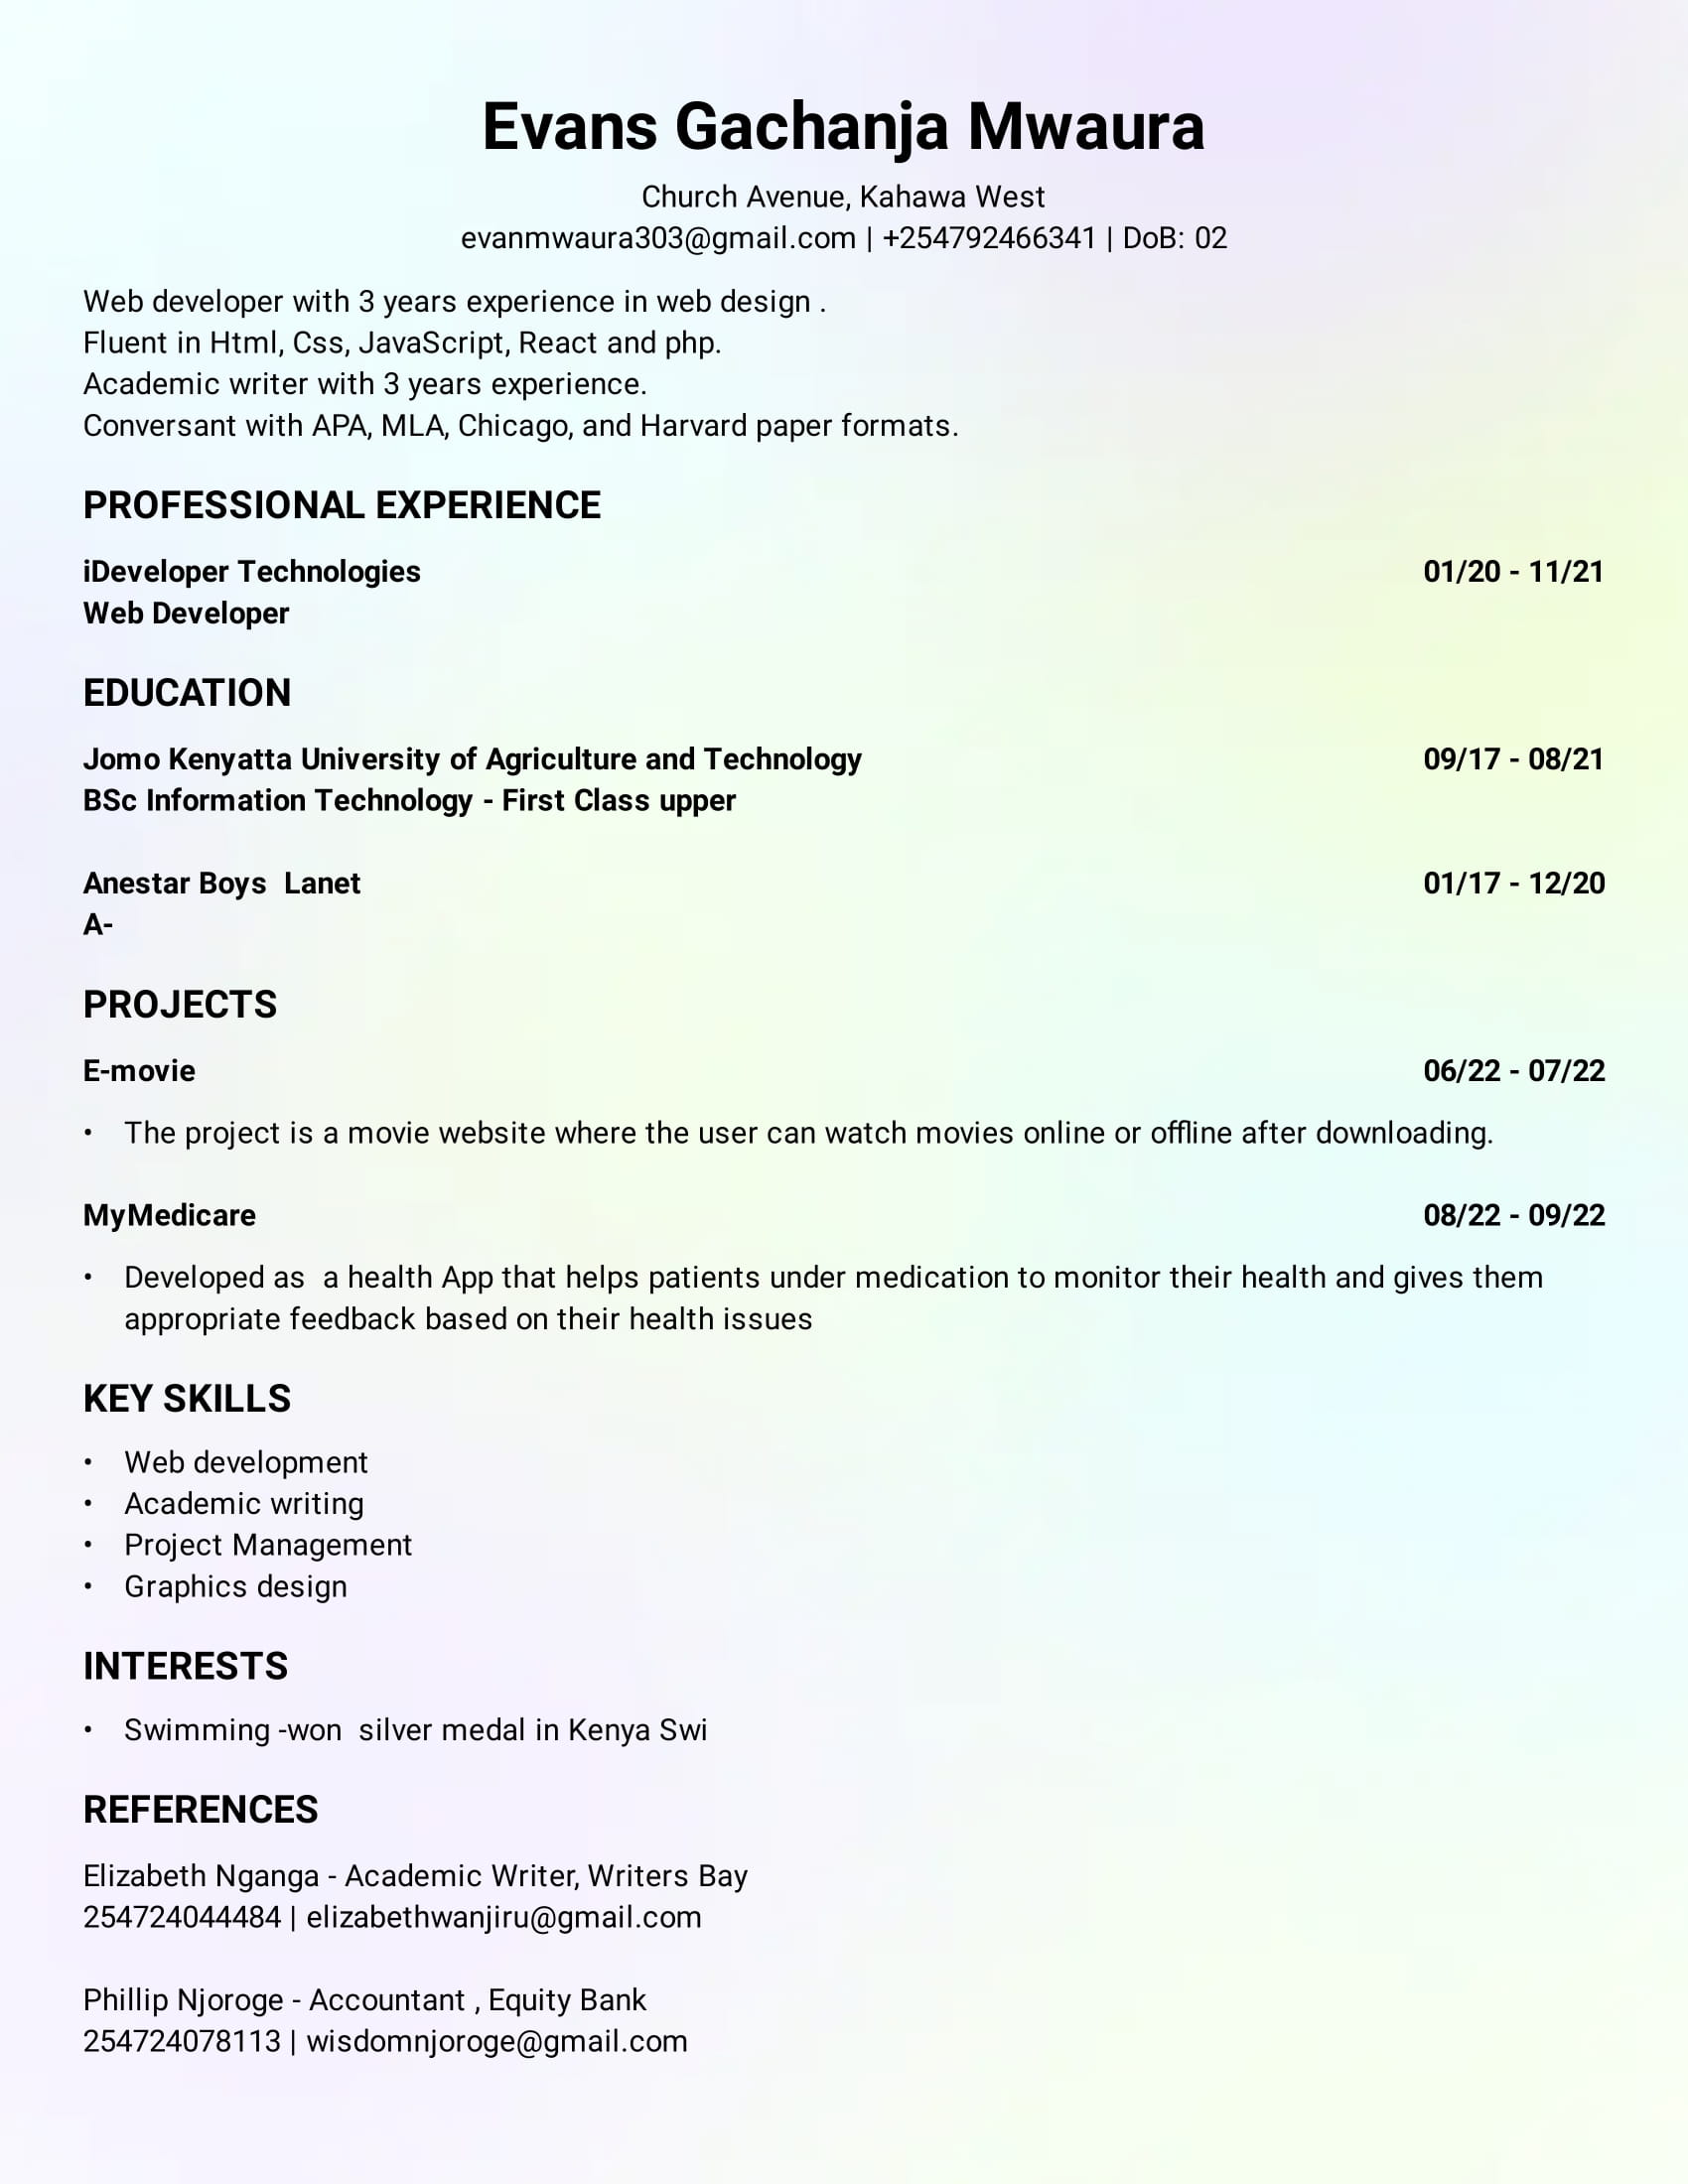 Evans Gachanja Mwaura
Church Avenue, Kahawa West
evanmwaura303@gmail.com | +254792466341 | DoB: 02
Web developer with 3 years experience in web design .
Fluent in Html, Css, JavaScript, React and php.
Academic writer with 3 years experience.
Conversant with APA, MLA, Chicago, and Harvard paper formats.
PROFESSIONAL EXPERIENCE
iDeveloper Technologies 01/20 - 11/21
Web Developer
EDUCATION
Jomo Kenyatta University of Agriculture and Technology 09/17 - 08/21
BSc Information Technology - First Class upper
Anestar Boys  Lanet 01/17 - 12/20
A-
PROJECTS
E-movie 06/22 - 07/22
• The project is a movie website where the user can watch movies online or offline after downloading.
MyMedicare 08/22 - 09/22
• Developed as  a health App that helps patients under medication to monitor their health and gives them
appropriate feedback based on their health issues
KEY SKILLS
• Web development
• Academic writing
• Project Management
• Graphics design
INTERESTS
• Swimming -won  silver medal in Kenya Swi
REFERENCES
Elizabeth Nganga - Academic Writer, Writers Bay
254724044484 | elizabethwanjiru@gmail.com
Phillip Njoroge - Accountant , Equity Bank
254724078113 | wisdomnjoroge@gmail.com